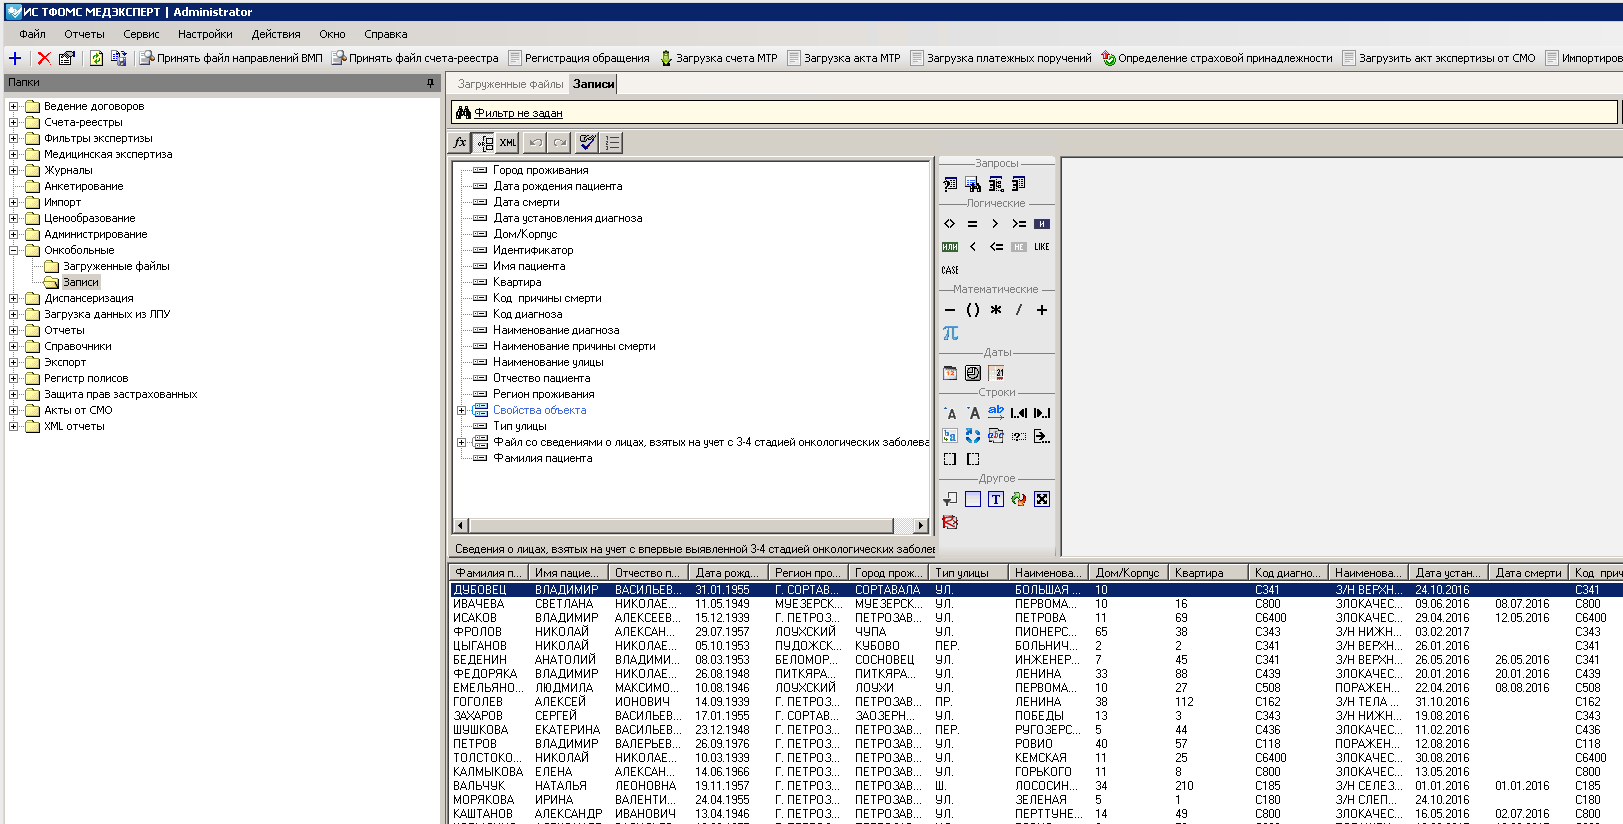 ИС ТФОМС МЕДЭКСПЕРТ | Administrator
Файл Отчеты Сервис Настройки Действия Окно Справка
Принять файл направлений ВМП Принять файл счета-реестра Регистрация обращения Загрузка счета МТР Загрузка акта МТР Загрузка платежных поручений Определение страховой принадлежности Загрузить акт экспертизы от СМО Импортиров
Папки
Ведение договоров
Счета-реестры
Фильтры экспертизы
Медицинская экспертиза
Журналы
Анкетирование
Импорт
Ценообразование
Администрирование
Онкобольные
Загруженные файлы
Записи
Диспансеризация
Загрузка данных из ЛПУ
Отчеты
Справочники
Экспорт
Регистр полисов
Защита прав застрахованных
Акты от СМО
XML отчеты
Загруженные файлы Записи
Фильтр не задан
fx XML
Город проживания
Дата рождения пациента
Дата смерти
Дата установления диагноза
Дом/Корпус
Идентификатор
Имя пациента
Квартира
Код причины смерти
Код диагноза
Наименование диагноза
Наименование причины смерти
Наименование улицы
Отчество пациента
Регион проживания
Свойства объекта
Тип улицы
Файл со сведениями о лицах, взятых на учет с 3-4 стадией онкологических заболева
Фамилия пациента
Сведения о лицах, взятых на учет с впервые выявленной 3-4 стадией онкологических заболев
Запросы
Логические
<> = > >= И
ИЛИ < <= НЕ LIKE
CASE
Математические
− ( ) * / +
π
Даты
Строки
Другое
Фамилия п... Имя пацие... Отчество п... Дата рожд... Регион про... Город прож... Тип улицы Наименова... Дом/Корпус Квартира Код диагно... Наименова... Дата устан... Дата смерти Код прич
ДУБОВЕЦ ВЛАДИМИР ВАСИЛЬЕВ... 31.01.1955 Г. СОРТАВ... СОРТАВАЛА УЛ. БОЛЬШАЯ ... 10 C341 З/Н ВЕРХН... 24.10.2016 C341
ИВАЧЕВА СВЕТЛАНА НИКОЛАЕ... 11.05.1949 МУЕЗЕРСК... МУЕЗЕРСК... УЛ. ПЕРВОМА... 10 16 C800 ЗЛОКАЧЕС... 09.06.2016 08.07.2016 C800
ИСАКОВ ВЛАДИМИР АЛЕКСЕЕВ... 15.12.1939 Г. ПЕТРОЗ... ПЕТРОЗАВ... УЛ. ПЕТРОВА 11 69 C6400 ЗЛОКАЧЕС... 29.04.2016 12.05.2016 C6400
ФРОЛОВ НИКОЛАЙ АЛЕКСАН... 29.07.1957 ЛОУХСКИЙ ЧУПА УЛ. ПИОНЕРС... 65 38 C343 З/Н НИЖН... 03.02.2017 C343
ЦЫГАНОВ НИКОЛАЙ НИКОЛАЕ... 05.10.1953 ПУДОЖСК... КУБОВО ПЕР. БОЛЬНИЧ... 2 2 C341 З/Н ВЕРХН... 26.01.2016 C341
БЕДЕНИН АНАТОЛИЙ ВЛАДИМИ... 08.03.1953 БЕЛОМОР... СОСНОВЕЦ УЛ. ИНЖЕНЕР... 7 45 C341 З/Н ВЕРХН... 26.05.2016 26.05.2016 C341
ФЕДОРЯКА ВЛАДИМИР НИКОЛАЕ... 26.08.1948 ПИТКЯРА... ПИТКЯРА... УЛ. ЛЕНИНА 33 88 C439 ЗЛОКАЧЕС... 20.01.2016 20.01.2016 C439
ЕМЕЛЬЯНО... ЛЮДМИЛА МАКСИМО... 10.08.1946 ЛОУХСКИЙ ЛОУХИ УЛ. ПЕРВОМА... 10 27 C508 ПОРАЖЕН... 22.04.2016 08.08.2016 C508
ГОГОЛЕВ АЛЕКСЕЙ ИОНОВИЧ 14.09.1939 Г. ПЕТРОЗ... ПЕТРОЗАВ... ПР. ЛЕНИНА 38 112 C162 З/Н ТЕЛА ... 31.10.2016 C162
ЗАХАРОВ СЕРГЕЙ ВАСИЛЬЕВ... 17.01.1955 Г. СОРТАВ... ЗАОЗЕРН... УЛ. ПОБЕДЫ 13 3 C343 З/Н НИЖН... 19.08.2016 C343
ШУШКОВА ЕКАТЕРИНА ВАСИЛЬЕВ... 23.12.1948 Г. ПЕТРОЗ... ПЕТРОЗАВ... ПЕР. РУГОЗЕРС... 5 44 C436 ЗЛОКАЧЕС... 11.02.2016 C436
ПЕТРОВ ВЛАДИМИР ВАЛЕРЬЕВ... 26.09.1976 Г. ПЕТРОЗ... ПЕТРОЗАВ... УЛ. РОВИО 40 57 C118 ПОРАЖЕН... 12.08.2016 C118
ТОЛСТОКО... НИКОЛАЙ НИКОЛАЕ... 10.03.1939 Г. ПЕТРОЗ... ПЕТРОЗАВ... УЛ. КЕМСКАЯ 11 25 C6400 ЗЛОКАЧЕС... 30.08.2016 C6400
КАЛМЫКОВА ЕЛЕНА АЛЕКСАН... 14.06.1966 Г. ПЕТРОЗ... ПЕТРОЗАВ... УЛ. ГОРЬКОГО 11 8 C800 ЗЛОКАЧЕС... 13.05.2016 C800
ВАЛЬЧУК НАТАЛЬЯ ЛЕОНОВНА 19.11.1957 Г. ПЕТРОЗ... ПЕТРОЗАВ... Ш. ЛОСОСИН... 34 210 C185 З/Н СЕЛЕЗ... 01.01.2016 01.01.2016 C185
МОРЯКОВА ИРИНА ВАЛЕНТИ... 24.04.1955 Г. ПЕТРОЗ... ПЕТРОЗАВ... УЛ. ЗЕЛЕНАЯ 5 1 C180 З/Н СЛЕП... 24.10.2016 C180
КАШТАНОВ АЛЕКСАНДР ИВАНОВИЧ 13.04.1946 Г. ПЕТРОЗ... ПЕТРОЗАВ... УЛ. ПЕРТТУНЕ... 14 49 C800 ЗЛОКАЧЕС... 16.05.2016 02.07.2016 C800